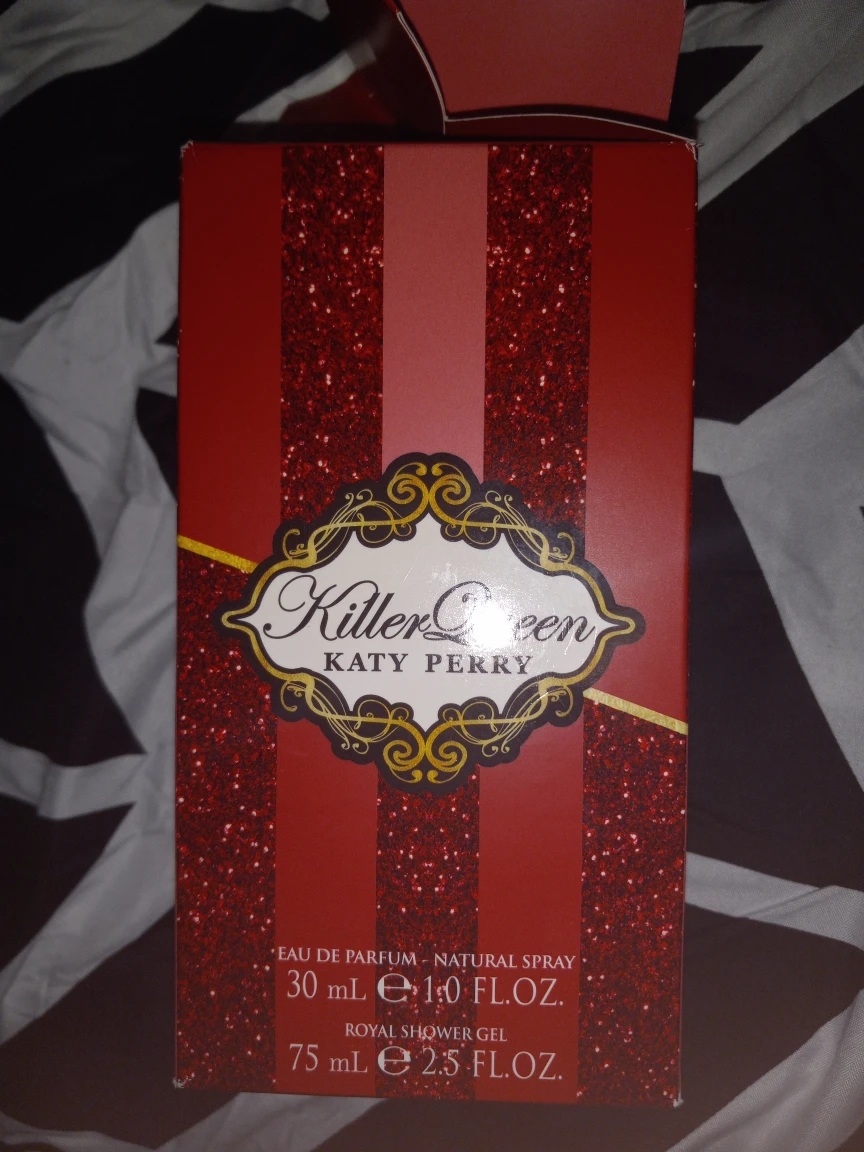 Killer Queen
KATY PERRY
EAU DE PARFUM - NATURAL SPRAY
30 mL ℮ 1.0 FL.OZ.
ROYAL SHOWER GEL
75 mL ℮ 2.5 FL.OZ.